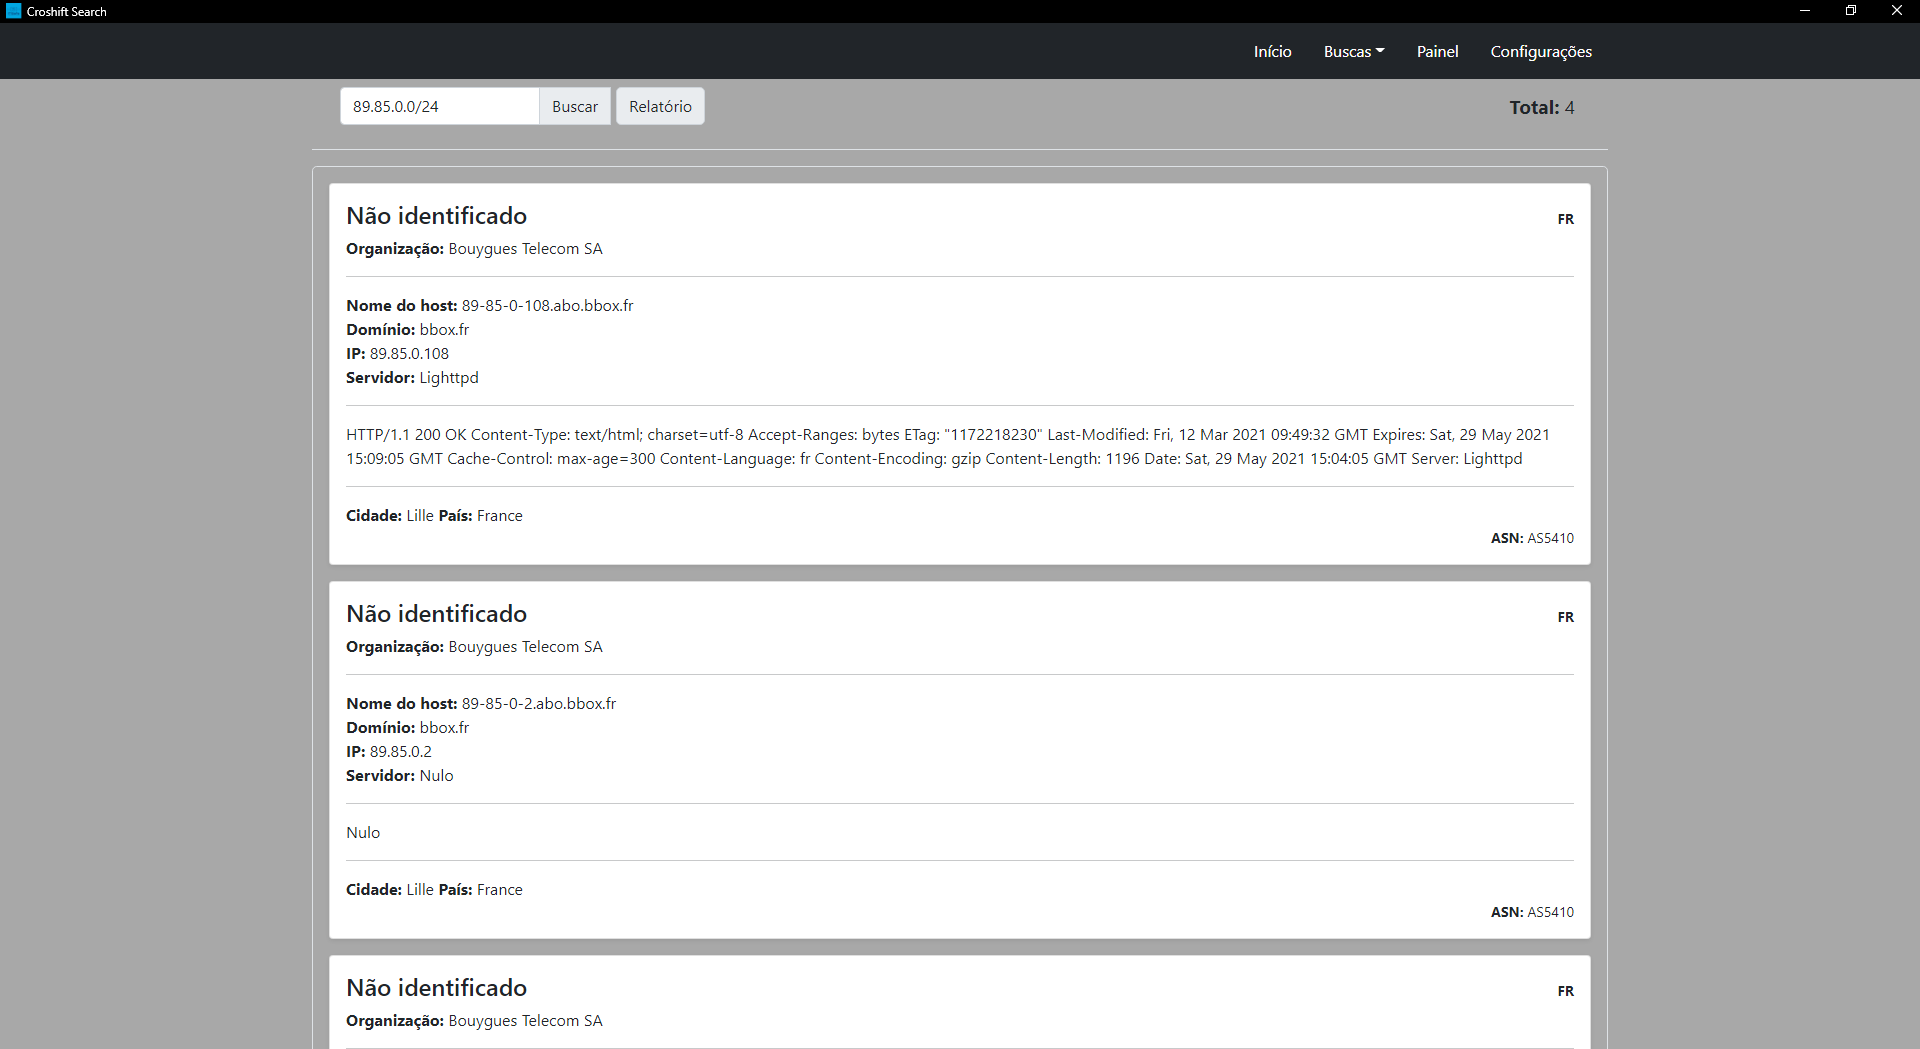 Croshift Search
Início Buscas Painel Configurações
89.85.0.0/24 Buscar Relatório Total: 4
Não identificado FR
Organização: Bouygues Telecom SA
Nome do host: 89-85-0-108.abo.bbox.fr
Domínio: bbox.fr
IP: 89.85.0.108
Servidor: Lighttpd
HTTP/1.1 200 OK Content-Type: text/html; charset=utf-8 Accept-Ranges: bytes ETag: "1172218230" Last-Modified: Fri, 12 Mar 2021 09:49:32 GMT Expires: Sat, 29 May 2021
15:09:05 GMT Cache-Control: max-age=300 Content-Language: fr Content-Encoding: gzip Content-Length: 1196 Date: Sat, 29 May 2021 15:04:05 GMT Server: Lighttpd
Cidade: Lille País: France
ASN: AS5410
Não identificado FR
Organização: Bouygues Telecom SA
Nome do host: 89-85-0-2.abo.bbox.fr
Domínio: bbox.fr
IP: 89.85.0.2
Servidor: Nulo
Nulo
Cidade: Lille País: France
ASN: AS5410
Não identificado FR
Organização: Bouygues Telecom SA